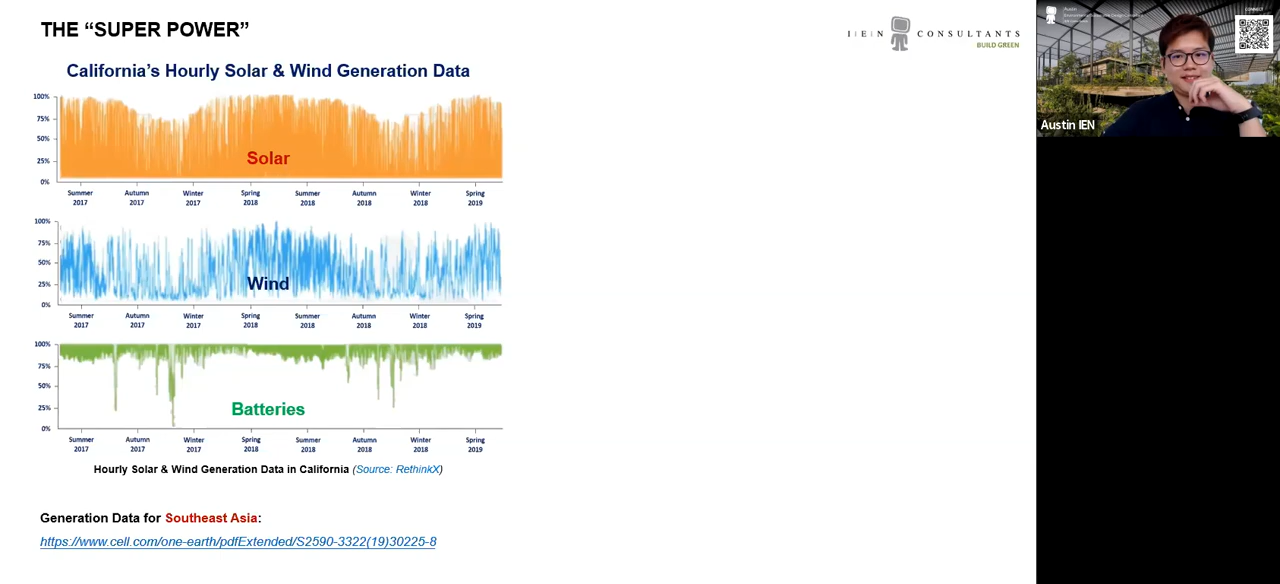 THE “SUPER POWER”
I E N CONSULTANTS
BUILD GREEN
California’s Hourly Solar & Wind Generation Data
100%
75%
50%
25%
0%
Solar
Summer 2017
Autumn 2017
Winter 2017
Spring 2018
Summer 2018
Autumn 2018
Winter 2018
Spring 2019
100%
75%
50%
25%
0%
Wind
Summer 2017
Autumn 2017
Winter 2017
Spring 2018
Summer 2018
Autumn 2018
Winter 2018
Spring 2019
100%
75%
50%
25%
0%
Batteries
Summer 2017
Autumn 2017
Winter 2017
Spring 2018
Summer 2018
Autumn 2018
Winter 2018
Spring 2019
Hourly Solar & Wind Generation Data in California (Source: RethinkX)
Generation Data for Southeast Asia:
https://www.cell.com/one-earth/pdfExtended/S2590-3322(19)30225-8
Austin
CONNECT
Austin IEN